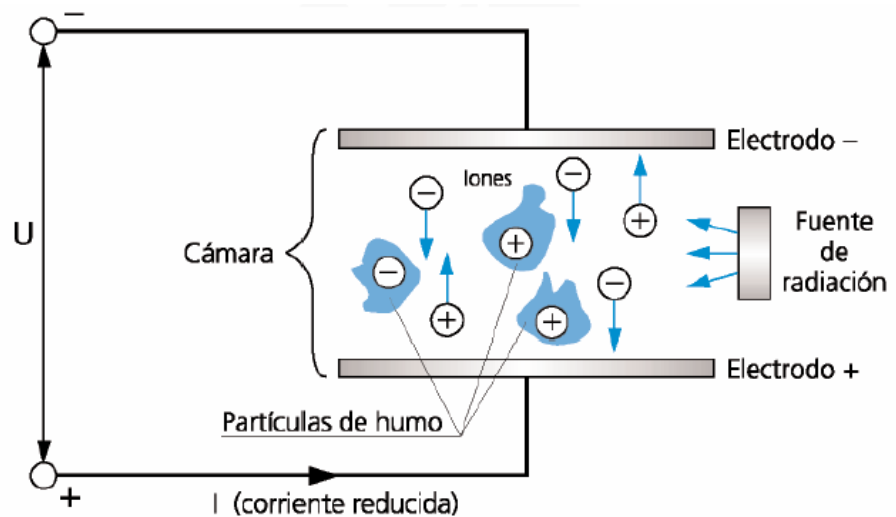 −
Electrodo −
Iones
−
−
+
U
Cámara
Fuente
de
radiación
+
−
−
+
+
Electrodo +
Partículas de humo
+
I (corriente reducida)